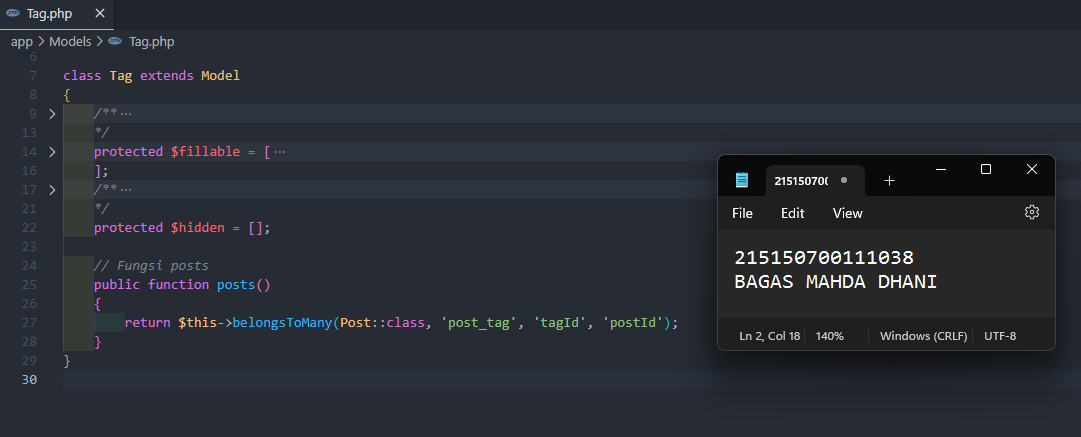 Tag.php
app > Models > Tag.php
6
7 class Tag extends Model
8 {
9 /** ···
13 */
14 protected $fillable = [ ···
16 ];
17 /** ···
21 */
22 protected $hidden = [];
23
24 // Fungsi posts
25 public function posts()
26 {
27 return $this->belongsToMany(Post::class, 'post_tag', 'tagId', 'postId');
28 }
29 }
30
21515070(
File Edit View
215150700111038
BAGAS MAHDA DHANI
Ln 2, Col 18 140% Windows (CRLF) UTF-8